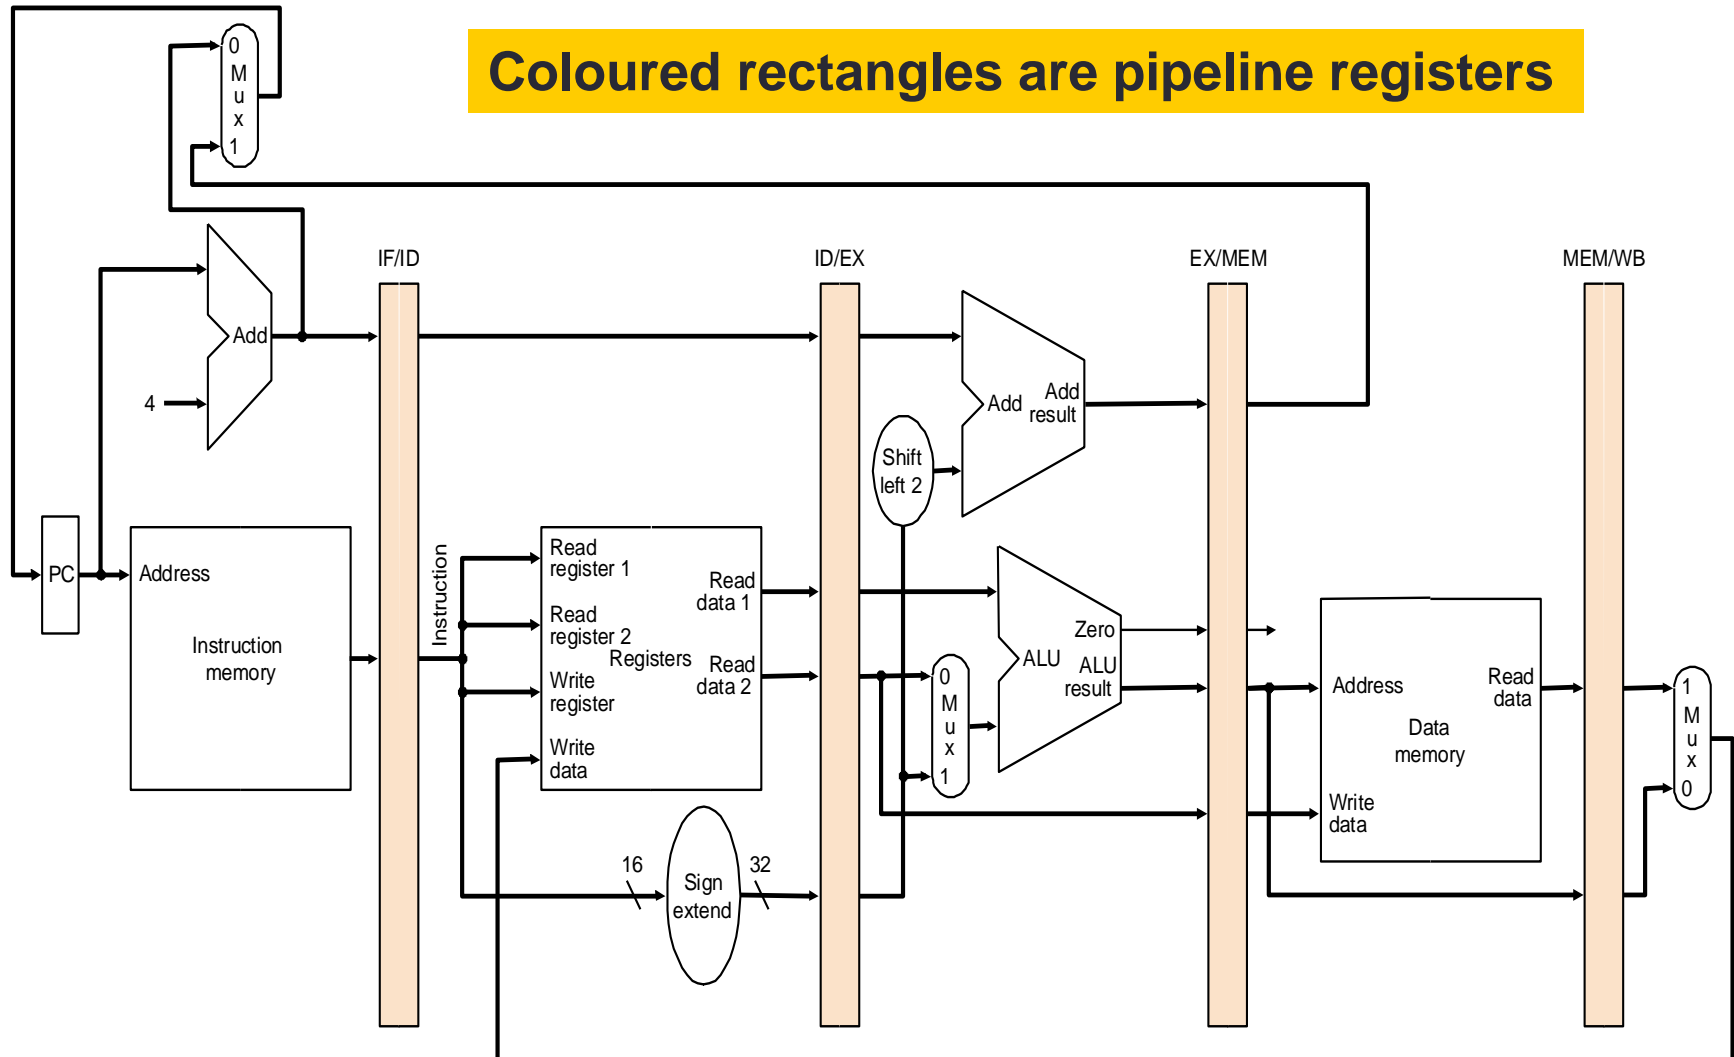 Coloured rectangles are pipeline registers
0
M
u
x
1
IF/ID
ID/EX
EX/MEM
MEM/WB
Add
4
Add
Add
result
Shift
left 2
PC
Address
Instruction
memory
Instruction
Read
register 1
Read
register 2
Registers
Write
register
Write
data
Read
data 1
Read
data 2
16
Sign
extend
32
0
M
u
x
1
Zero
ALU
ALU
result
Address
Read
data
Data
memory
Write
data
1
M
u
x
0